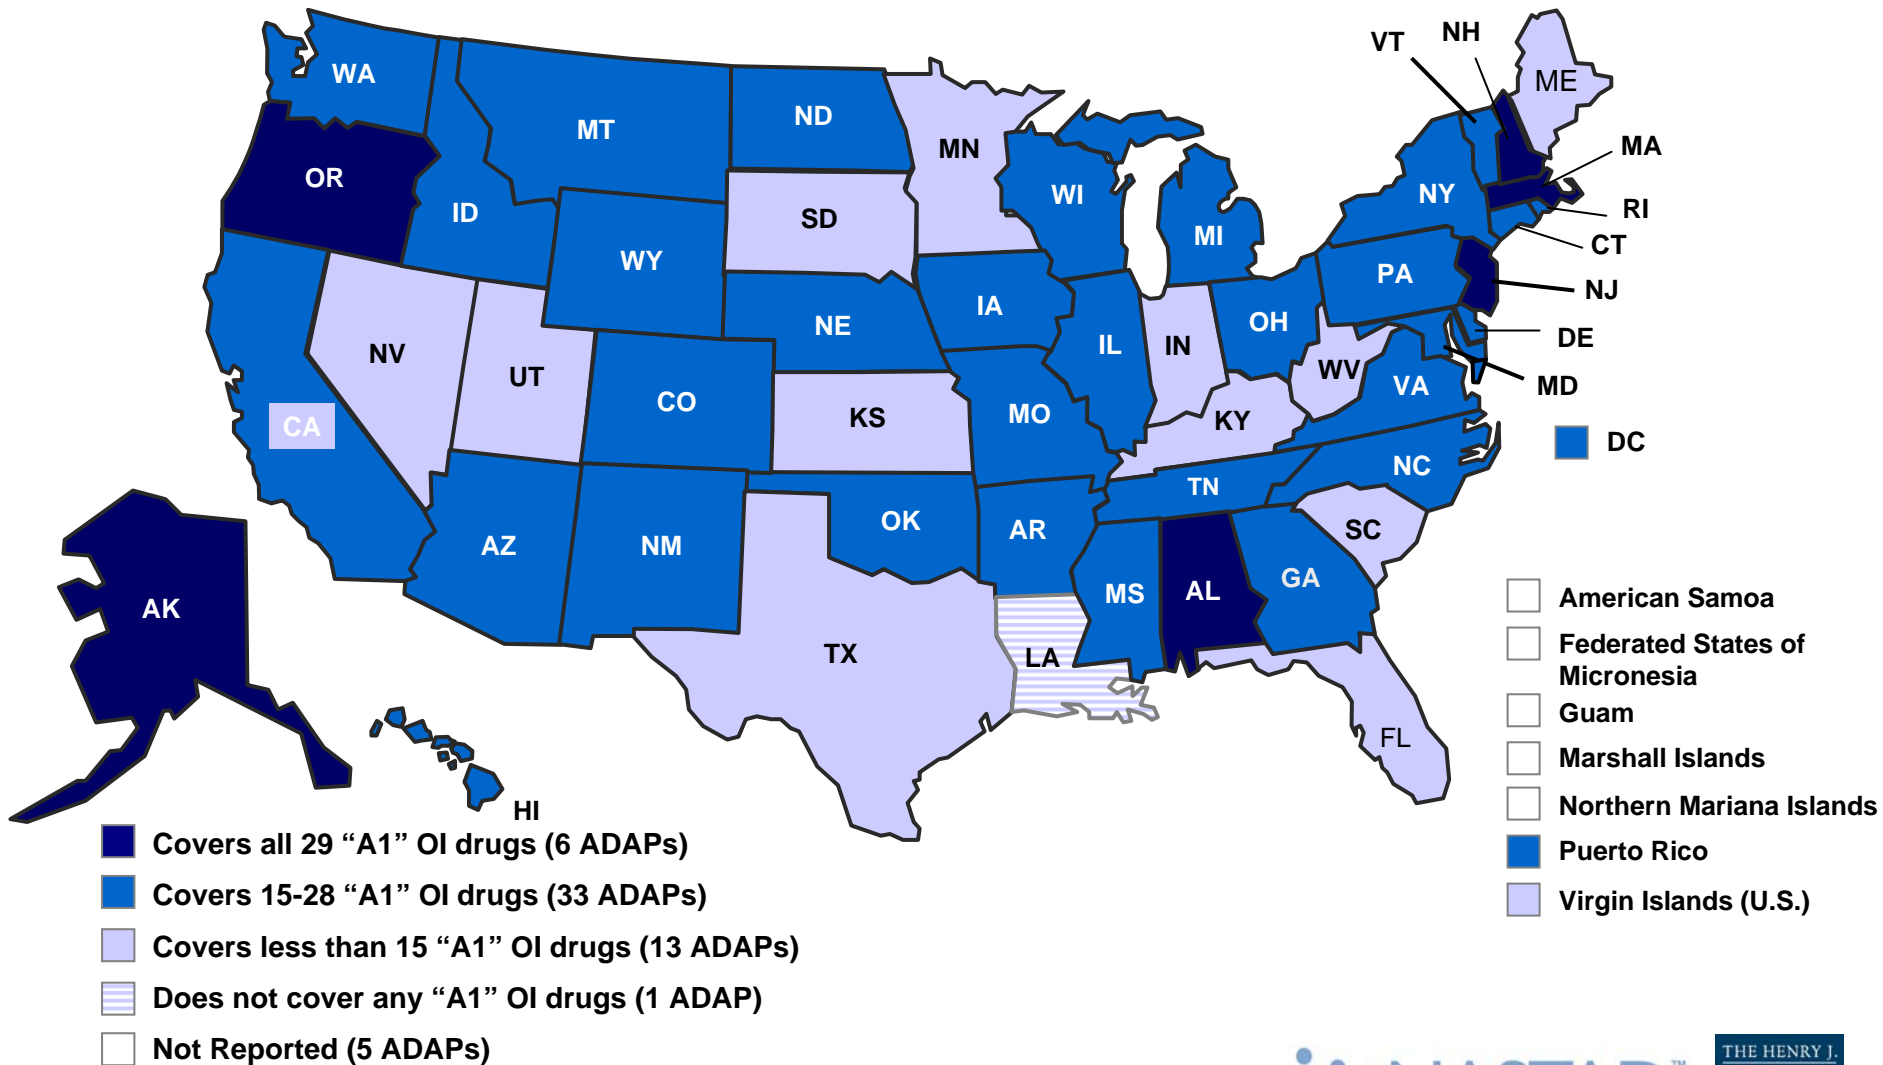 WA
MT
ND
MN
VT
NH
ME
OR
ID
SD
WI
MI
NY
MA
RI
CT
WY
NE
IA
PA
NJ
NV
UT
CO
KS
MO
IL
IN
OH
WV
VA
DE
MD
CA
KY
DC
AZ
NM
OK
AR
TN
NC
SC
AK
TX
LA
MS
AL
GA
FL
HI
American Samoa
Federated States of
Micronesia
Guam
Marshall Islands
Northern Mariana Islands
Puerto Rico
Virgin Islands (U.S.)
Covers all 29 “A1” OI drugs (6 ADAPs)
Covers 15-28 “A1” OI drugs (33 ADAPs)
Covers less than 15 “A1” OI drugs (13 ADAPs)
Does not cover any “A1” OI drugs (1 ADAP)
Not Reported (5 ADAPs)
NASTAD™
THE HENRY J.